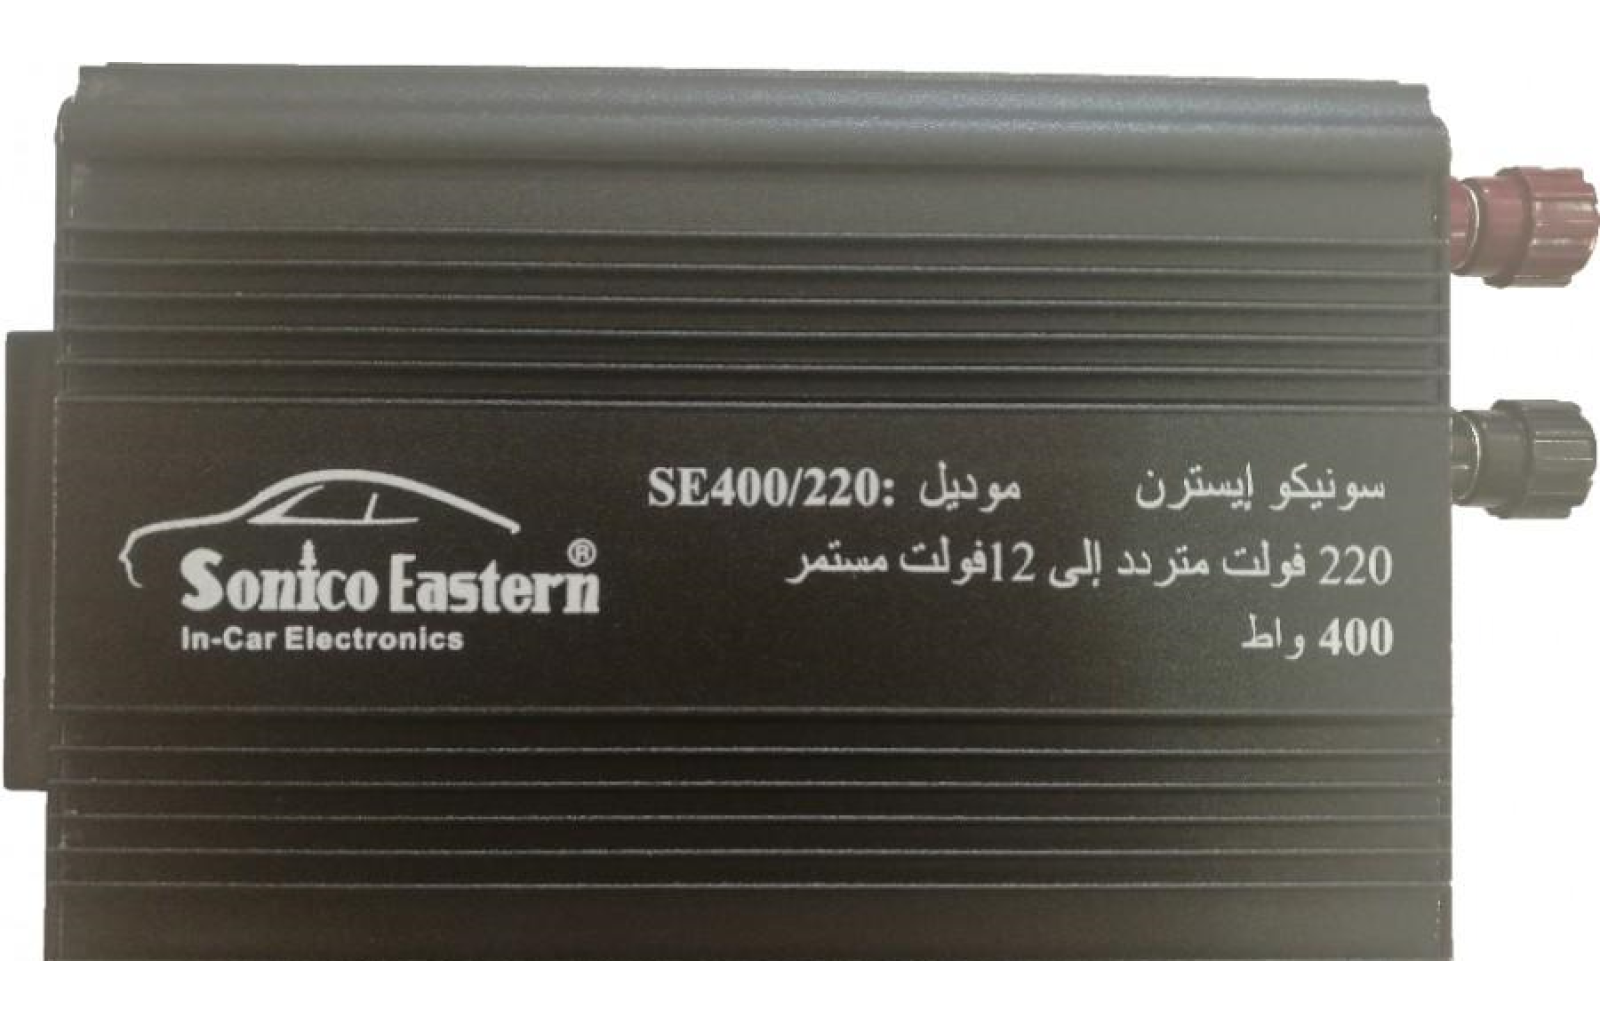 سونيكو إيسترن موديل :SE400/220
220 فولت متردد إلى 12فولت مستمر
400 واط
Sonico Eastern®
In-Car Electronics